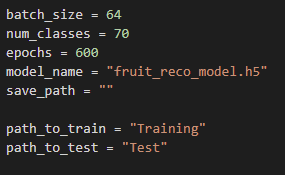 batch_size = 64
num_classes = 70
epochs = 600
model_name = "fruit_reco_model.h5"
save_path = ""
path_to_train = "Training"
path_to_test = "Test"